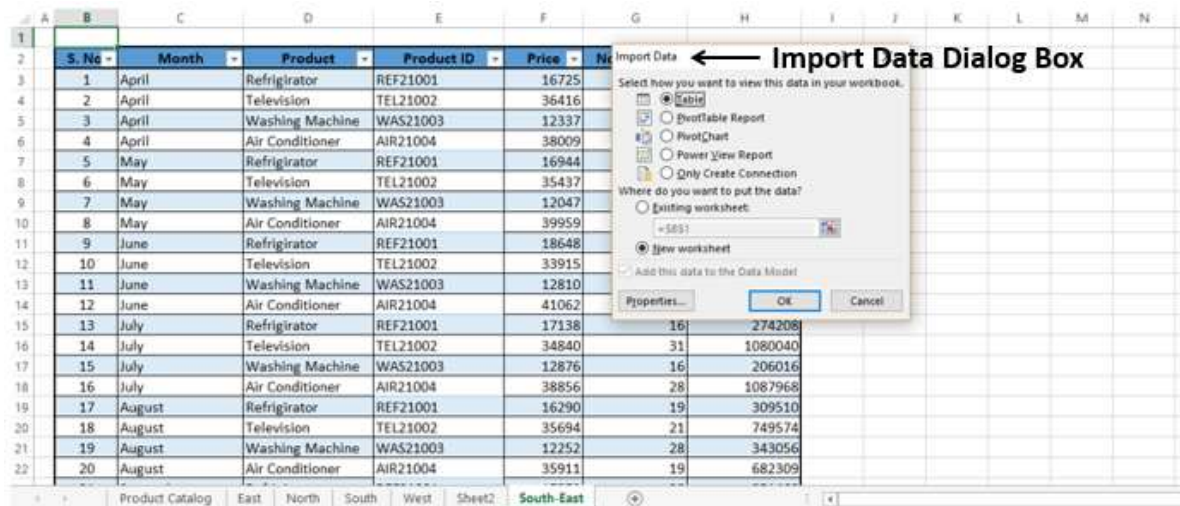 A B C D E F G H I J K L M N
1
2 S. No Month Product Product ID Price No
3 1 April Refrigirator REF21001 16725
4 2 April Television TEL21002 36416
5 3 April Washing Machine WAS21003 12337
6 4 April Air Conditioner AIR21004 38009
7 5 May Refrigirator REF21001 16944
8 6 May Television TEL21002 35437
9 7 May Washing Machine WAS21003 12047
10 8 May Air Conditioner AIR21004 39959
11 9 June Refrigirator REF21001 18648
12 10 June Television TEL21002 33915
13 11 June Washing Machine WAS21003 12810
14 12 June Air Conditioner AIR21004 41062
15 13 July Refrigirator REF21001 17138 16 274208
16 14 July Television TEL21002 34840 31 1080040
17 15 July Washing Machine WAS21003 12876 16 206016
18 16 July Air Conditioner AIR21004 38856 28 1087968
19 17 August Refrigirator REF21001 16290 19 309510
20 18 August Television TEL21002 35694 21 749574
21 19 August Washing Machine WAS21003 12252 28 343056
22 20 August Air Conditioner AIR21004 35911 19 682309
Import Data
Import Data Dialog Box
Select how you want to view this data in your workbook.
Table
PivotTable Report
PivotChart
Power View Report
Only Create Connection
Where do you want to put the data?
Existing worksheet:
=$B$1
New worksheet
Add this data to the Data Model
Properties... OK Cancel
Product Catalog East North South West Sheet2 South-East